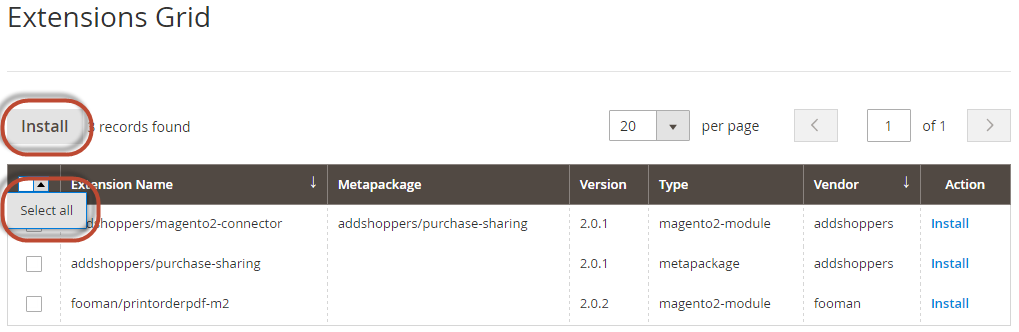 Extensions Grid
Install 3 records found 20 per page 1 of 1
Extension Name Metapackage Version Type Vendor Action
Select all
addshoppers/magento2-connector addshoppers/purchase-sharing 2.0.1 magento2-module addshoppers Install
addshoppers/purchase-sharing 2.0.1 metapackage addshoppers Install
fooman/printorderpdf-m2 2.0.2 magento2-module fooman Install